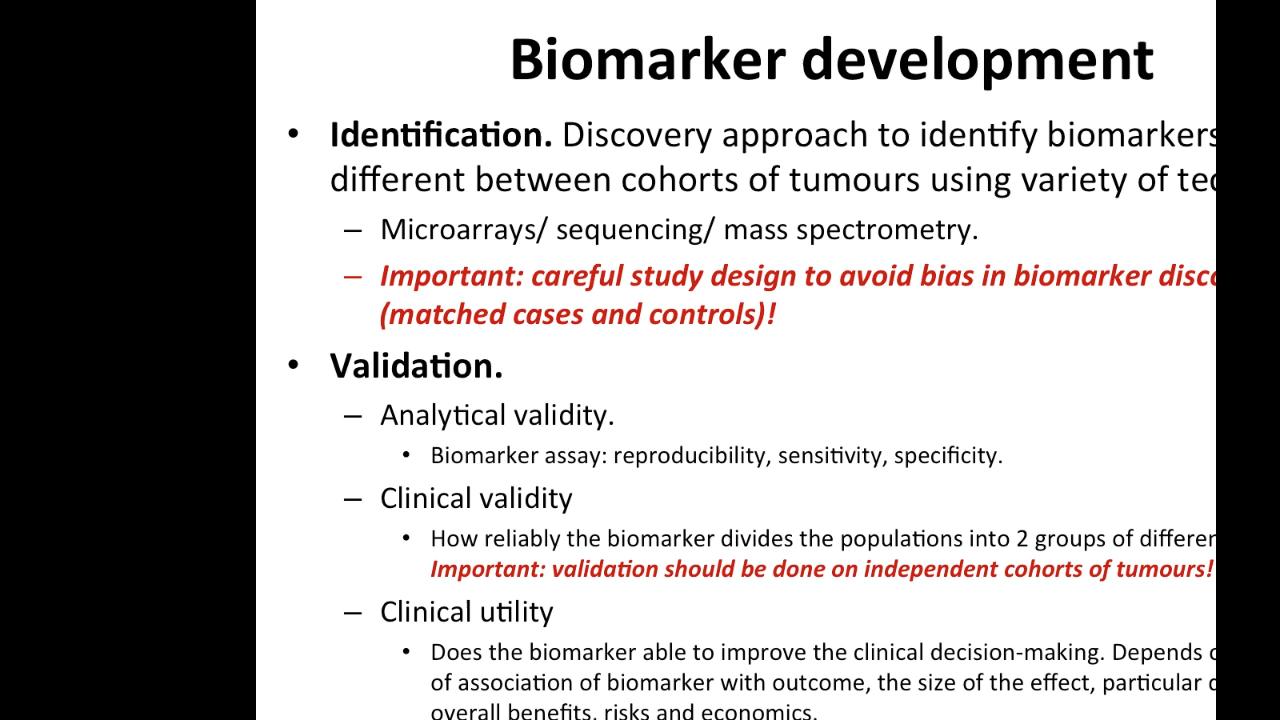 Biomarker development
• Identification. Discovery approach to identify biomarkers
different between cohorts of tumours using variety of
– Microarrays/ sequencing/ mass spectrometry.
– Important: careful study design to avoid bias in biomarker
(matched cases and controls)!
• Validation.
– Analytical validity.
• Biomarker assay: reproducibility, sensitivity, specificity.
– Clinical validity
• How reliably the biomarker divides the populations into 2 groups of
Important: validation should be done on independent cohorts of tumours!
– Clinical utility
• Does the biomarker able to improve the clinical decision-making. Depends
of association of biomarker with outcome, the size of the effect, particular
overall benefits, risks and economics.